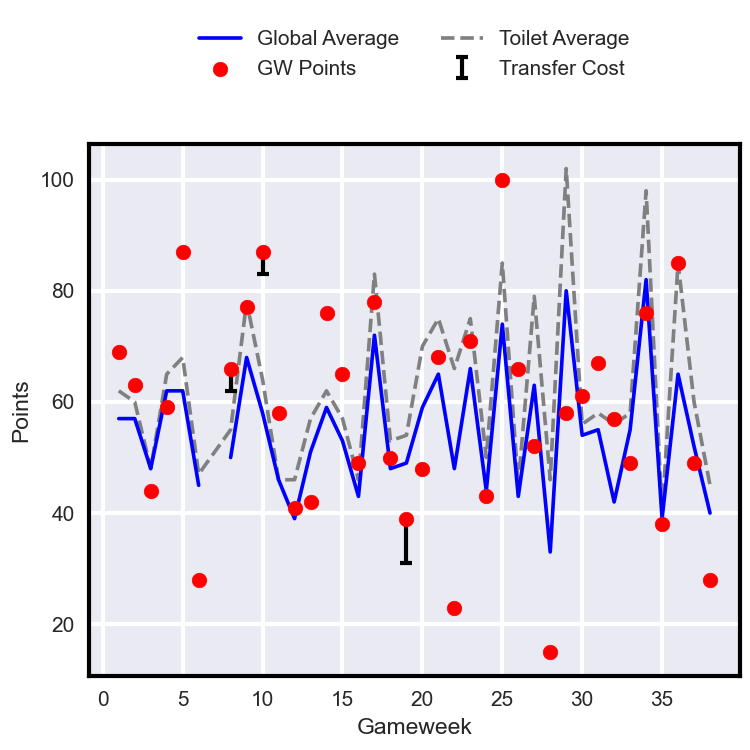 Global Average Toilet Average
GW Points Transfer Cost
100
80
60
40
20
Points
0 5 10 15 20 25 30 35
Gameweek